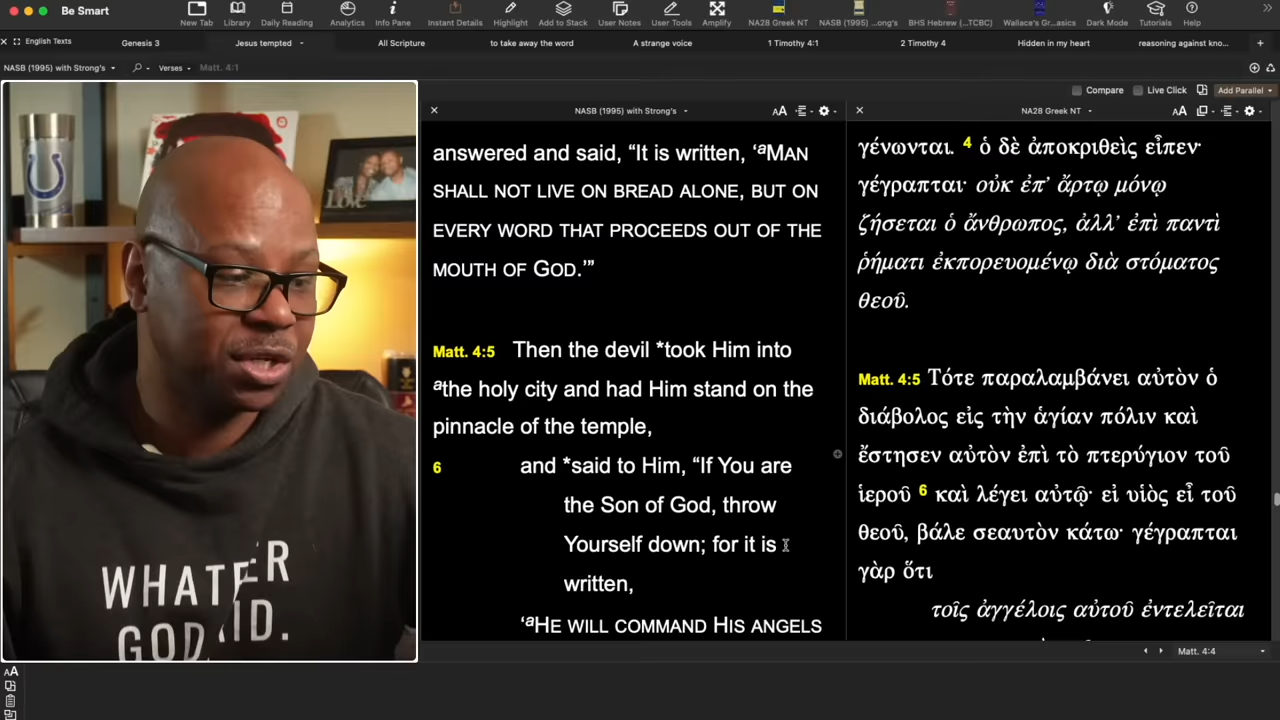 Be Smart
New Tab
Library
Daily Reading
Analytics
Info Pane
Instant Details
Highlight
Add to Stack
User Notes
User Tools
Amplify
NA28 Greek NT
NASB (1995) ...ong's
BHS Hebrew (...TCBC)
Wallace's Gr...asics
Dark Mode
Tutorials
Help
English Texts
Genesis 3
Jesus tempted
All Scripture
to take away the word
A strange voice
1 Timothy 4:1
2 Timothy 4
Hidden in my heart
reasoning against kno...
NASB (1995) with Strong's
Verses
Matt. 4:1
Compare
Live Click
Add Parallel
NASB (1995) with Strong's
AA
answered and said, “It is written, ‘aMAN
SHALL NOT LIVE ON BREAD ALONE, BUT ON
EVERY WORD THAT PROCEEDS OUT OF THE
MOUTH OF GOD.’”
Matt. 4:5 Then the devil *took Him into
athe holy city and had Him stand on the
pinnacle of the temple,
6 and *said to Him, “If You are
the Son of God, throw
Yourself down; for it is
written,
‘aHE WILL COMMAND HIS ANGELS
NA28 Greek NT
AA
γένωνται. 4 ὁ δὲ ἀποκριθεὶς εἶπεν·
γέγραπται· οὐκ ἐπ’ ἄρτῳ μόνῳ
ζήσεται ὁ ἄνθρωπος, ἀλλ’ ἐπὶ παντὶ
ῥήματι ἐκπορευομένῳ διὰ στόματος
θεοῦ.
Matt. 4:5 Τότε παραλαμβάνει αὐτὸν ὁ
διάβολος εἰς τὴν ἁγίαν πόλιν καὶ
ἔστησεν αὐτὸν ἐπὶ τὸ πτερύγιον τοῦ
ἱεροῦ 6 καὶ λέγει αὐτῷ· εἰ υἱὸς εἶ τοῦ
θεοῦ, βάλε σεαυτὸν κάτω· γέγραπται
γὰρ ὅτι
τοῖς ἀγγέλοις αὐτοῦ ἐντελεῖται
Matt. 4:4
Love
WHATEVER
GOD SAID.
AA